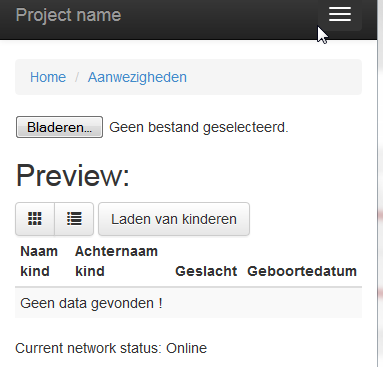 Project name
Home / Aanwezigheden
Bladeren... Geen bestand geselecteerd.
Preview:
Laden van kinderen
Naam kind Achternaam kind Geslacht Geboortedatum
Geen data gevonden !
Current network status: Online